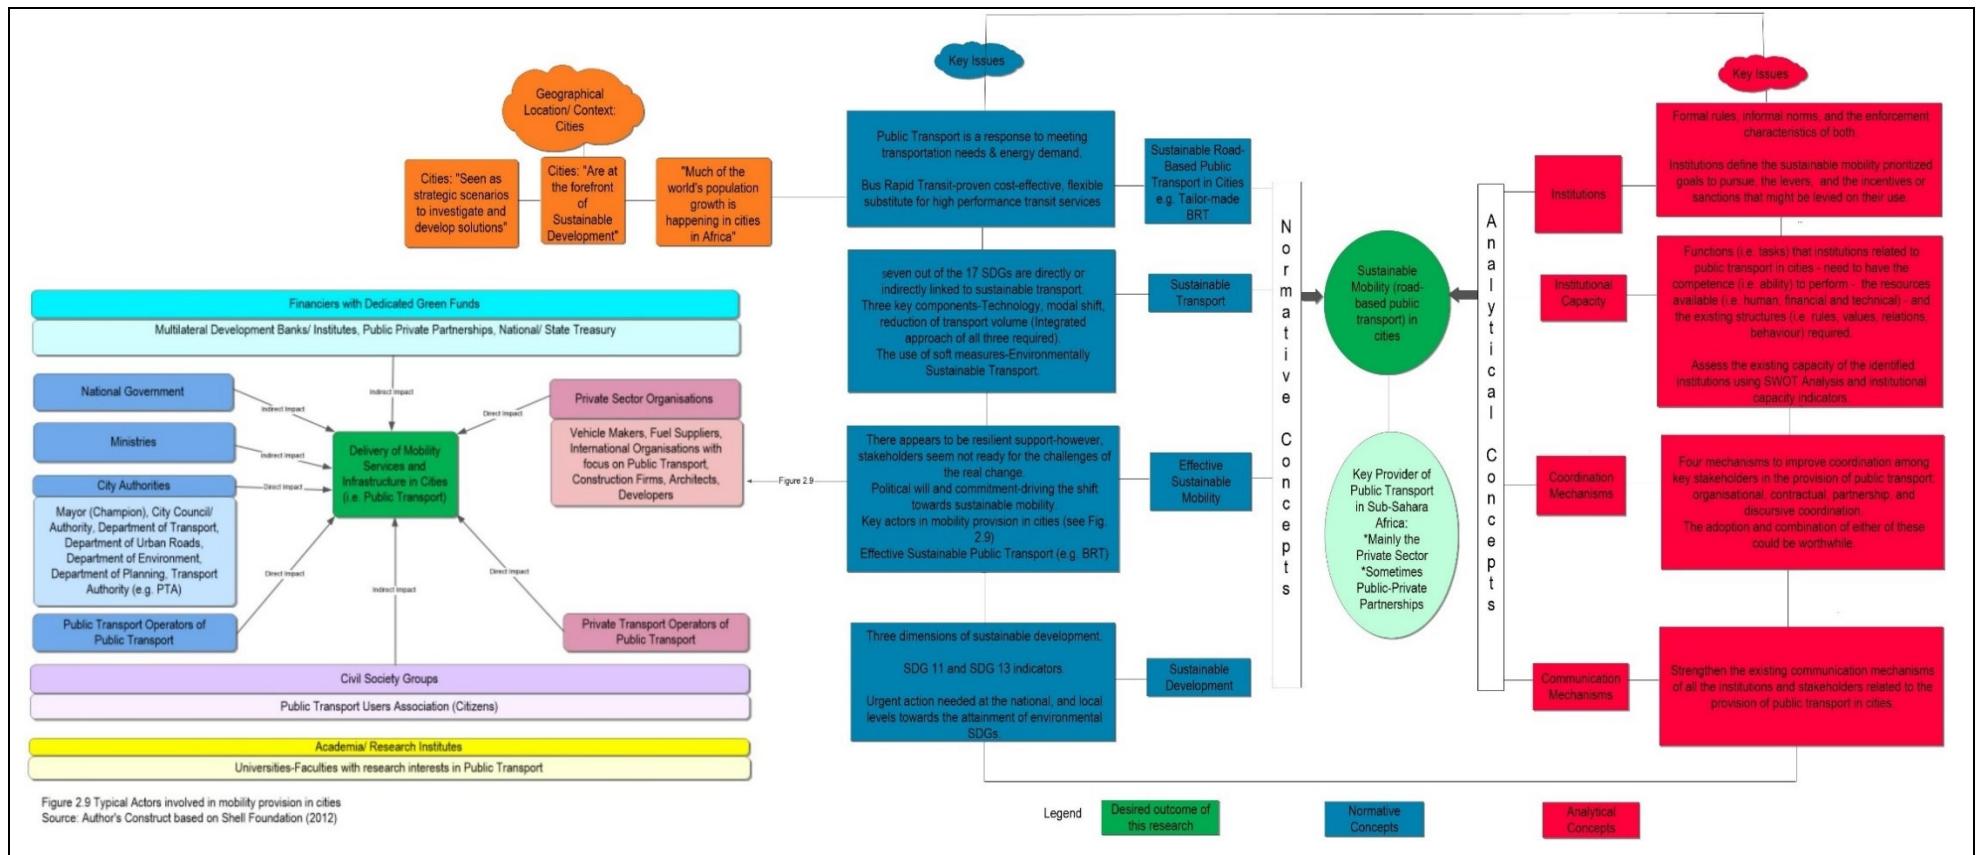 Key Issues
Key Issues
Geographical
Location/ Context:
Cities
Cities: "Seen as
strategic scenarios
to investigate and
develop solutions"
Cities: "Are at
the forefront
of
Sustainable
Development"
"Much of the
world's population
growth is
happening in cities
in Africa"
Public Transport is a response to meeting
transportation needs & energy demand.
Bus Rapid Transit-proven cost-effective, flexible
substitute for high performance transit services
Sustainable Road-
Based Public
Transport in Cities
e.g. Tailor-made
BRT
seven out of the 17 SDGs are directly or
indirectly linked to sustainable transport.
Three key components-Technology, modal shift,
reduction of transport volume (Integrated
approach of all three required).
The use of soft measures-Environmentally
Sustainable Transport.
Sustainable
Transport
There appears to be resilient support-however,
stakeholders seem not ready for the challenges of
the real change.
Political will and commitment-driving the shift
towards sustainable mobility.
Key actors in mobility provision in cities (see Fig.
2.9)
Effective Sustainable Public Transport (e.g. BRT)
Effective
Sustainable
Mobility
Three dimensions of sustainable development.
SDG 11 and SDG 13 indicators.
Urgent action needed at the national, and local
levels towards the attainment of environmental
SDGs.
Sustainable
Development
Normative Concepts
Sustainable
Mobility (road-
based public
transport) in
cities
Key Provider of
Public Transport
in Sub-Sahara
Africa:
*Mainly the
Private Sector
*Sometimes
Public-Private
Partnerships
Analytical Concepts
Institutions
Formal rules, informal norms, and the enforcement
characteristics of both.
Institutions define the sustainable mobility prioritized
goals to pursue, the levers, and the incentives or
sanctions that might be levied on their use.
Institutional
Capacity
Functions (i.e. tasks) that institutions related to
public transport in cities - need to have the
competence (i.e. ability) to perform - the resources
available (i.e. human, financial and technical) - and
the existing structures (i.e. rules, values, relations,
behaviour) required.
Assess the existing capacity of the identified
institutions using SWOT Analysis and institutional
capacity indicators.
Coordination
Mechanisms
Four mechanisms to improve coordination among
key stakeholders in the provision of public transport:
organisational, contractual, partnership, and
discursive coordination.
The adoption and combination of either of these
could be worthwhile.
Communication
Mechanisms
Strengthen the existing communication mechanisms
of all the institutions and stakeholders related to the
provision of public transport in cities.
Financiers with Dedicated Green Funds
Multilateral Development Banks/ Institutes, Public Private Partnerships, National/ State Treasury
Indirect Impact
National Government
Indirect Impact
Ministries
Indirect Impact
City Authorities
Direct Impact
Mayor (Champion), City Council/
Authority, Department of Transport,
Department of Urban Roads,
Department of Environment,
Department of Planning, Transport
Authority (e.g. PTA)
Public Transport Operators of
Public Transport
Direct Impact
Delivery of Mobility
Services and
Infrastructure in Cities
(i.e. Public Transport)
Direct Impact
Private Sector Organisations
Vehicle Makers, Fuel Suppliers,
International Organisations with
focus on Public Transport,
Construction Firms, Architects,
Developers
Figure 2.9
Direct Impact
Private Transport Operators of
Public Transport
Indirect Impact
Civil Society Groups
Public Transport Users Association (Citizens)
Academia/ Research Institutes
Universities-Faculties with research interests in Public Transport
Figure 2.9 Typical Actors involved in mobility provision in cities
Source: Author's Construct based on Shell Foundation (2012)
Legend
Desired outcome of
this research
Normative
Concepts
Analytical
Concepts